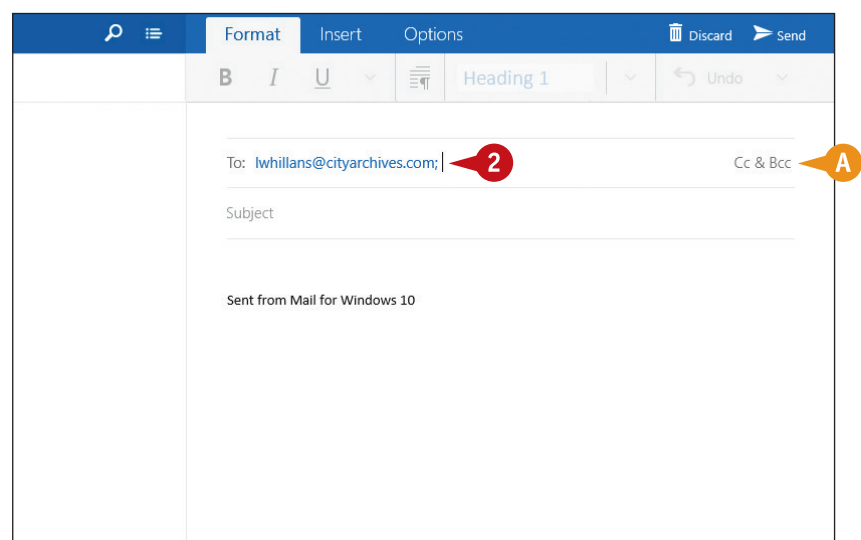 Format Insert Options Discard Send
B I U Heading 1 Undo
To: lwhillans@cityarchives.com; 2 Cc & Bcc A
Subject
Sent from Mail for Windows 10